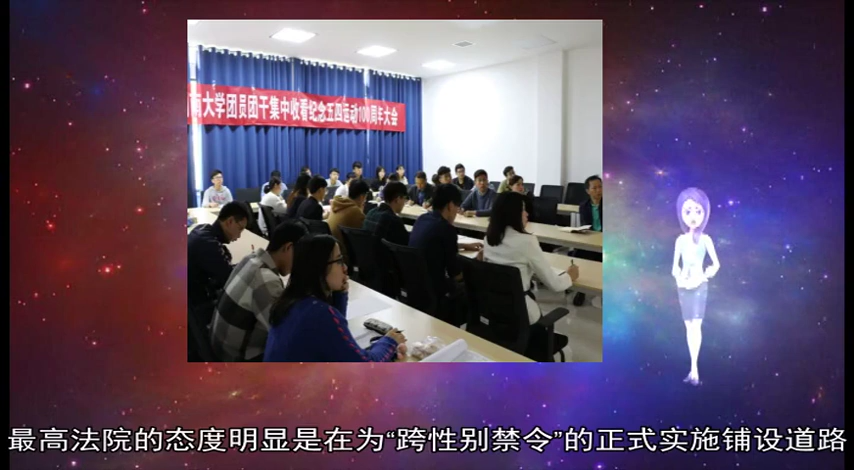 南大学团员团干集中收看纪念五四运动100周年大会
最高法院的态度明显是在为“跨性别禁令”的正式实施铺设道路